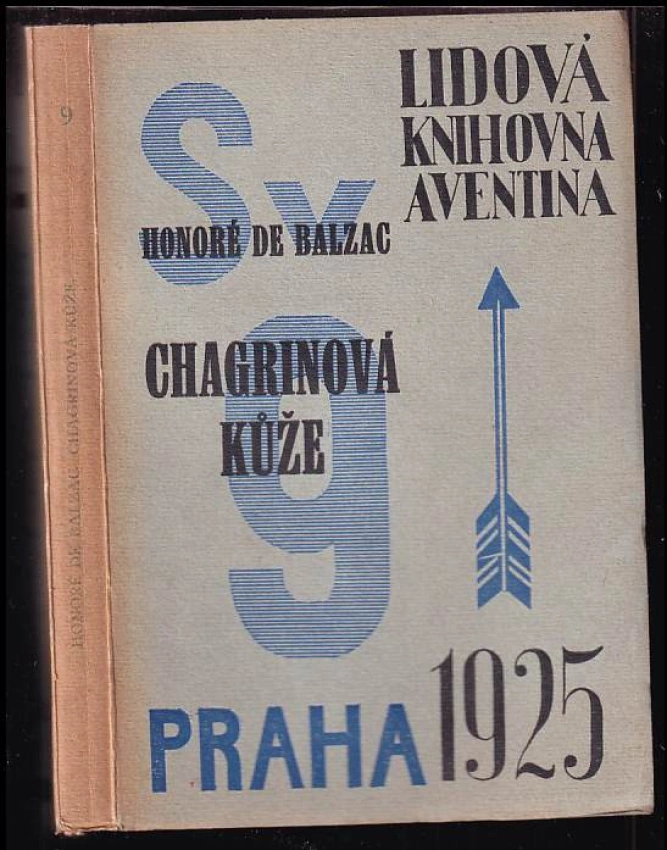 9
HONORÉ DE BALZAC CHAGRINOVÁ KŮŽE
LIDOVÁ
KNIHOVNA
AVENTINA
Sv
HONORÉ DE BALZAC
9
CHAGRINOVÁ
KŮŽE
PRAHA 1925